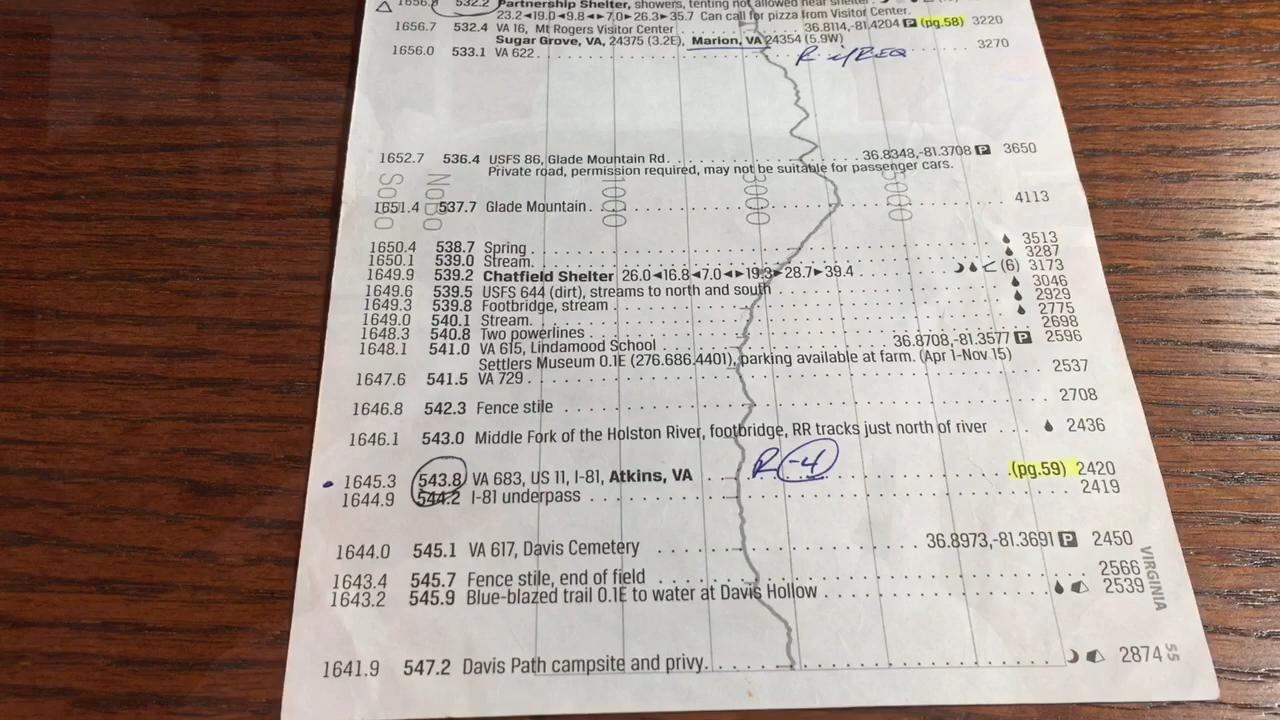 532.2 Partnership Shelter, showers, tenting not allowed near shelter
23.2◄19.0◄9.8◄►7.0►26.3►35.7 Can call for pizza from Visitor Center.
1656.7 532.4 VA 16, Mt Rogers Visitor Center 36.8114,-81.4204 P (pg.58) 3220
Sugar Grove, VA, 24375 (3.2E), Marion, VA 24354 (5.9W)
1656.0 533.1 VA 622 3270
1652.7 536.4 USFS 86, Glade Mountain Rd 36.8348,-81.3708 P 3650
Private road, permission required, may not be suitable for passenger cars.
SoBo NoBo 1000 3000 5000
1651.4 537.7 Glade Mountain 4113
1650.4 538.7 Spring 3513
1650.1 539.0 Stream 3287
1649.9 539.2 Chatfield Shelter 26.0◄16.8◄7.0◄►19.3►28.7►39.4 (6) 3173
1649.6 539.5 USFS 644 (dirt), streams to north and south 3046
1649.3 539.8 Footbridge, stream 2929
1649.0 540.1 Stream 2775
1648.3 540.8 Two powerlines 2698
1648.1 541.0 VA 615, Lindamood School 36.8708,-81.3577 P 2596
Settlers Museum 0.1E (276.686.4401), parking available at farm. (Apr 1-Nov 15)
1647.6 541.5 VA 729 2537
1646.8 542.3 Fence stile 2708
1646.1 543.0 Middle Fork of the Holston River, footbridge, RR tracks just north of river 2436
1645.3 543.8 VA 683, US 11, I-81, Atkins, VA R -4 (pg.59) 2420
1644.9 544.2 I-81 underpass 2419
1644.0 545.1 VA 617, Davis Cemetery 36.8973,-81.3691 P 2450
1643.4 545.7 Fence stile, end of field 2566
1643.2 545.9 Blue-blazed trail 0.1E to water at Davis Hollow 2539
1641.9 547.2 Davis Path campsite and privy. 2874
VIRGINIA 55